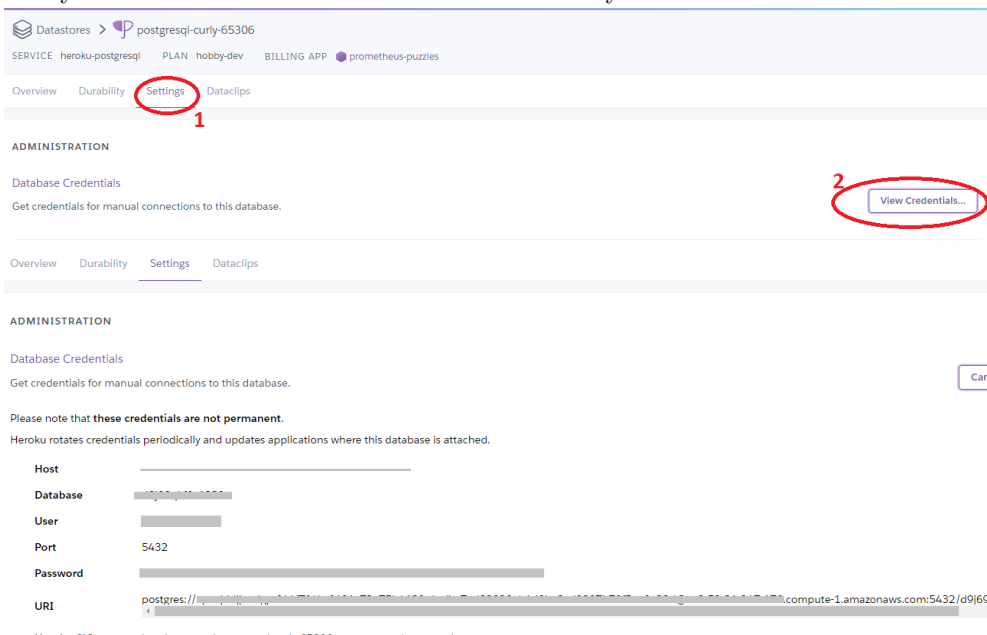 Datastores > postgresql-curly-65306
SERVICE heroku-postgresql PLAN hobby-dev BILLING APP prometheus-puzzles
Overview Durability Settings Dataclips
1
ADMINISTRATION
Database Credentials
2
Get credentials for manual connections to this database.
View Credentials...
Overview Durability Settings Dataclips
ADMINISTRATION
Database Credentials
Get credentials for manual connections to this database.
Can
Please note that these credentials are not permanent.
Heroku rotates credentials periodically and updates applications where this database is attached.
Host
Database
User
Port 5432
Password
URI postgres:// compute-1.amazonaws.com:5432/d9j69